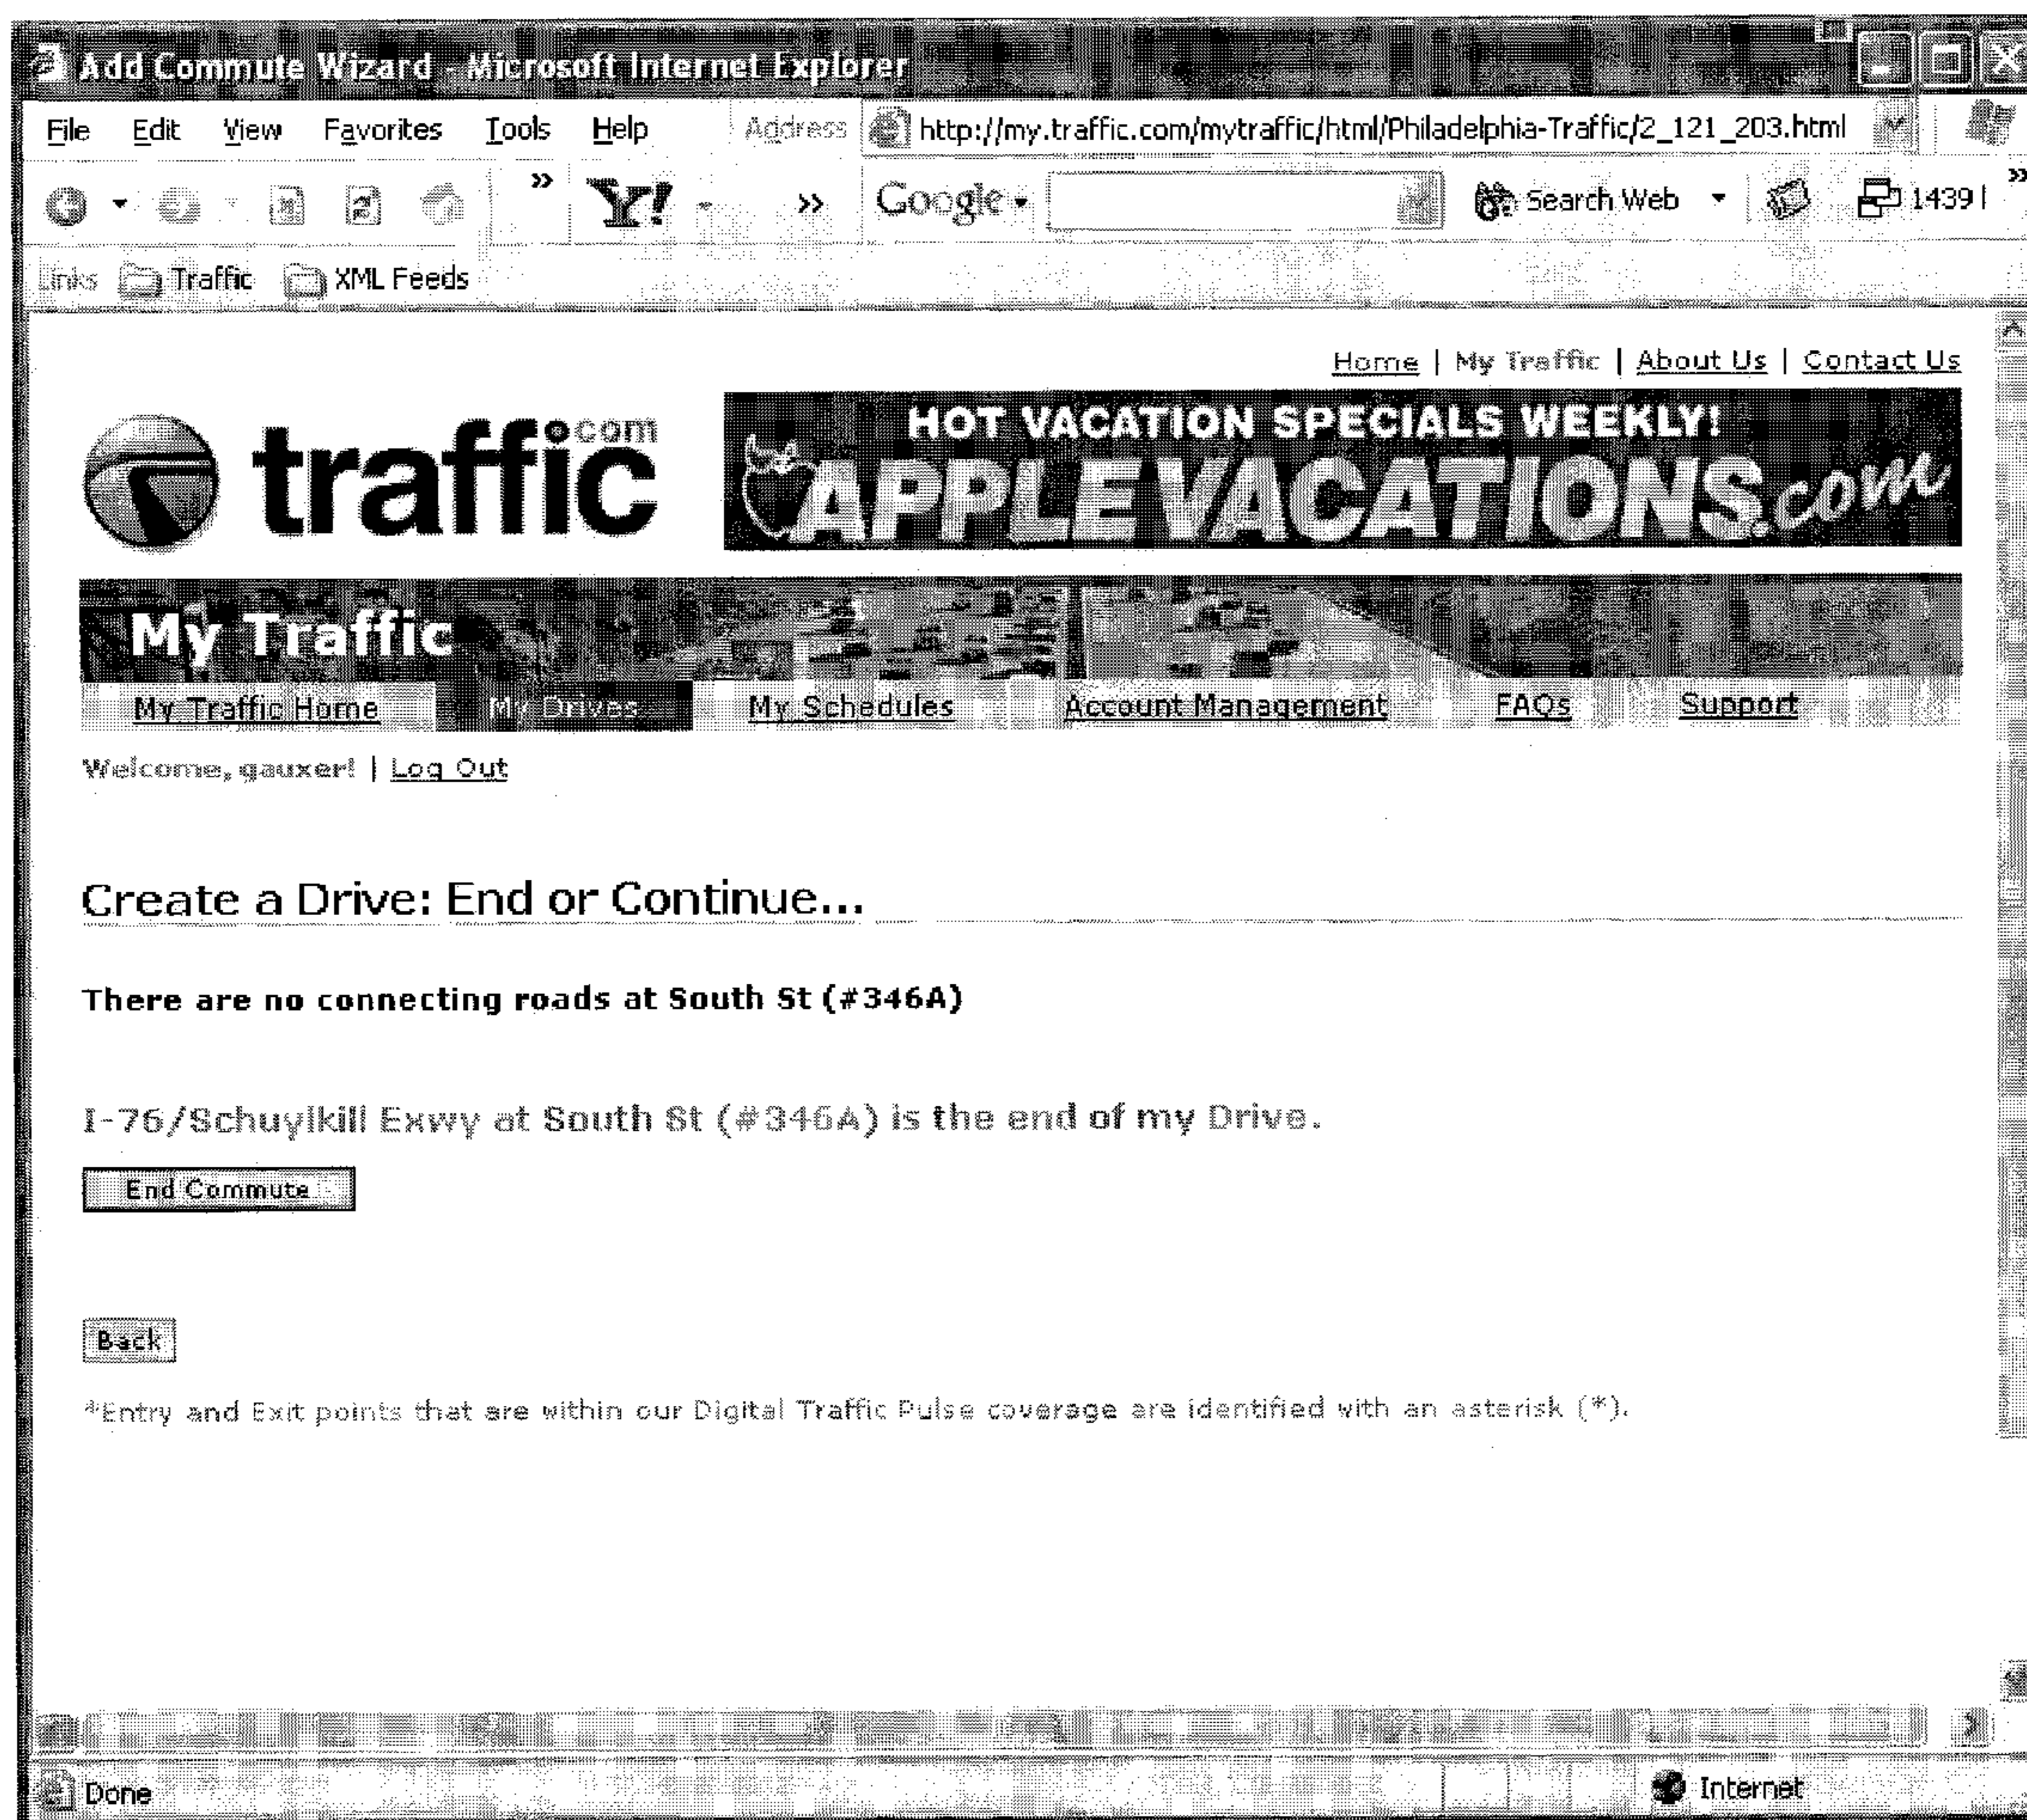 Add Commute Wizard - Microsoft Internet Explorer
File Edit View Favorites Tools Help Address http://my.traffic.com/mytraffic/html/Philadelphia-Traffic/2_121_203.html
» Y! » Google Search Web 1439 »
Links Traffic XML Feeds
Home | My Traffic | About Us | Contact Us
traffic.com
HOT VACATION SPECIALS WEEKLY!
APPLEVACATIONS.com
My Traffic
My Traffic Home My Drives My Schedules Account Management FAQs Support
Welcome, gauxer! | Log Out
Create a Drive: End or Continue...
There are no connecting roads at South St (#346A)
I-76/Schuylkill Exwy at South St (#346A) is the end of my Drive.
End Commute
Back
*Entry and Exit points that are within our Digital Traffic Pulse coverage are identified with an asterisk (*).
Done Internet